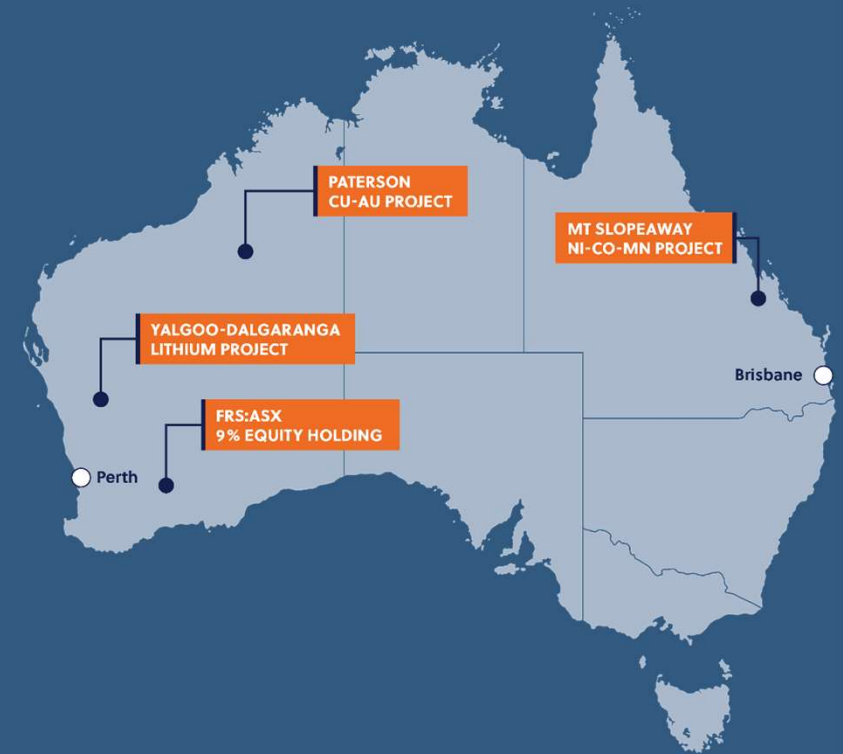 PATERSON
CU-AU PROJECT
MT SLOPEAWAY
NI-CO-MN PROJECT
YALGOO-DALGARANGA
LITHIUM PROJECT
Brisbane
FRS:ASX
9% EQUITY HOLDING
Perth